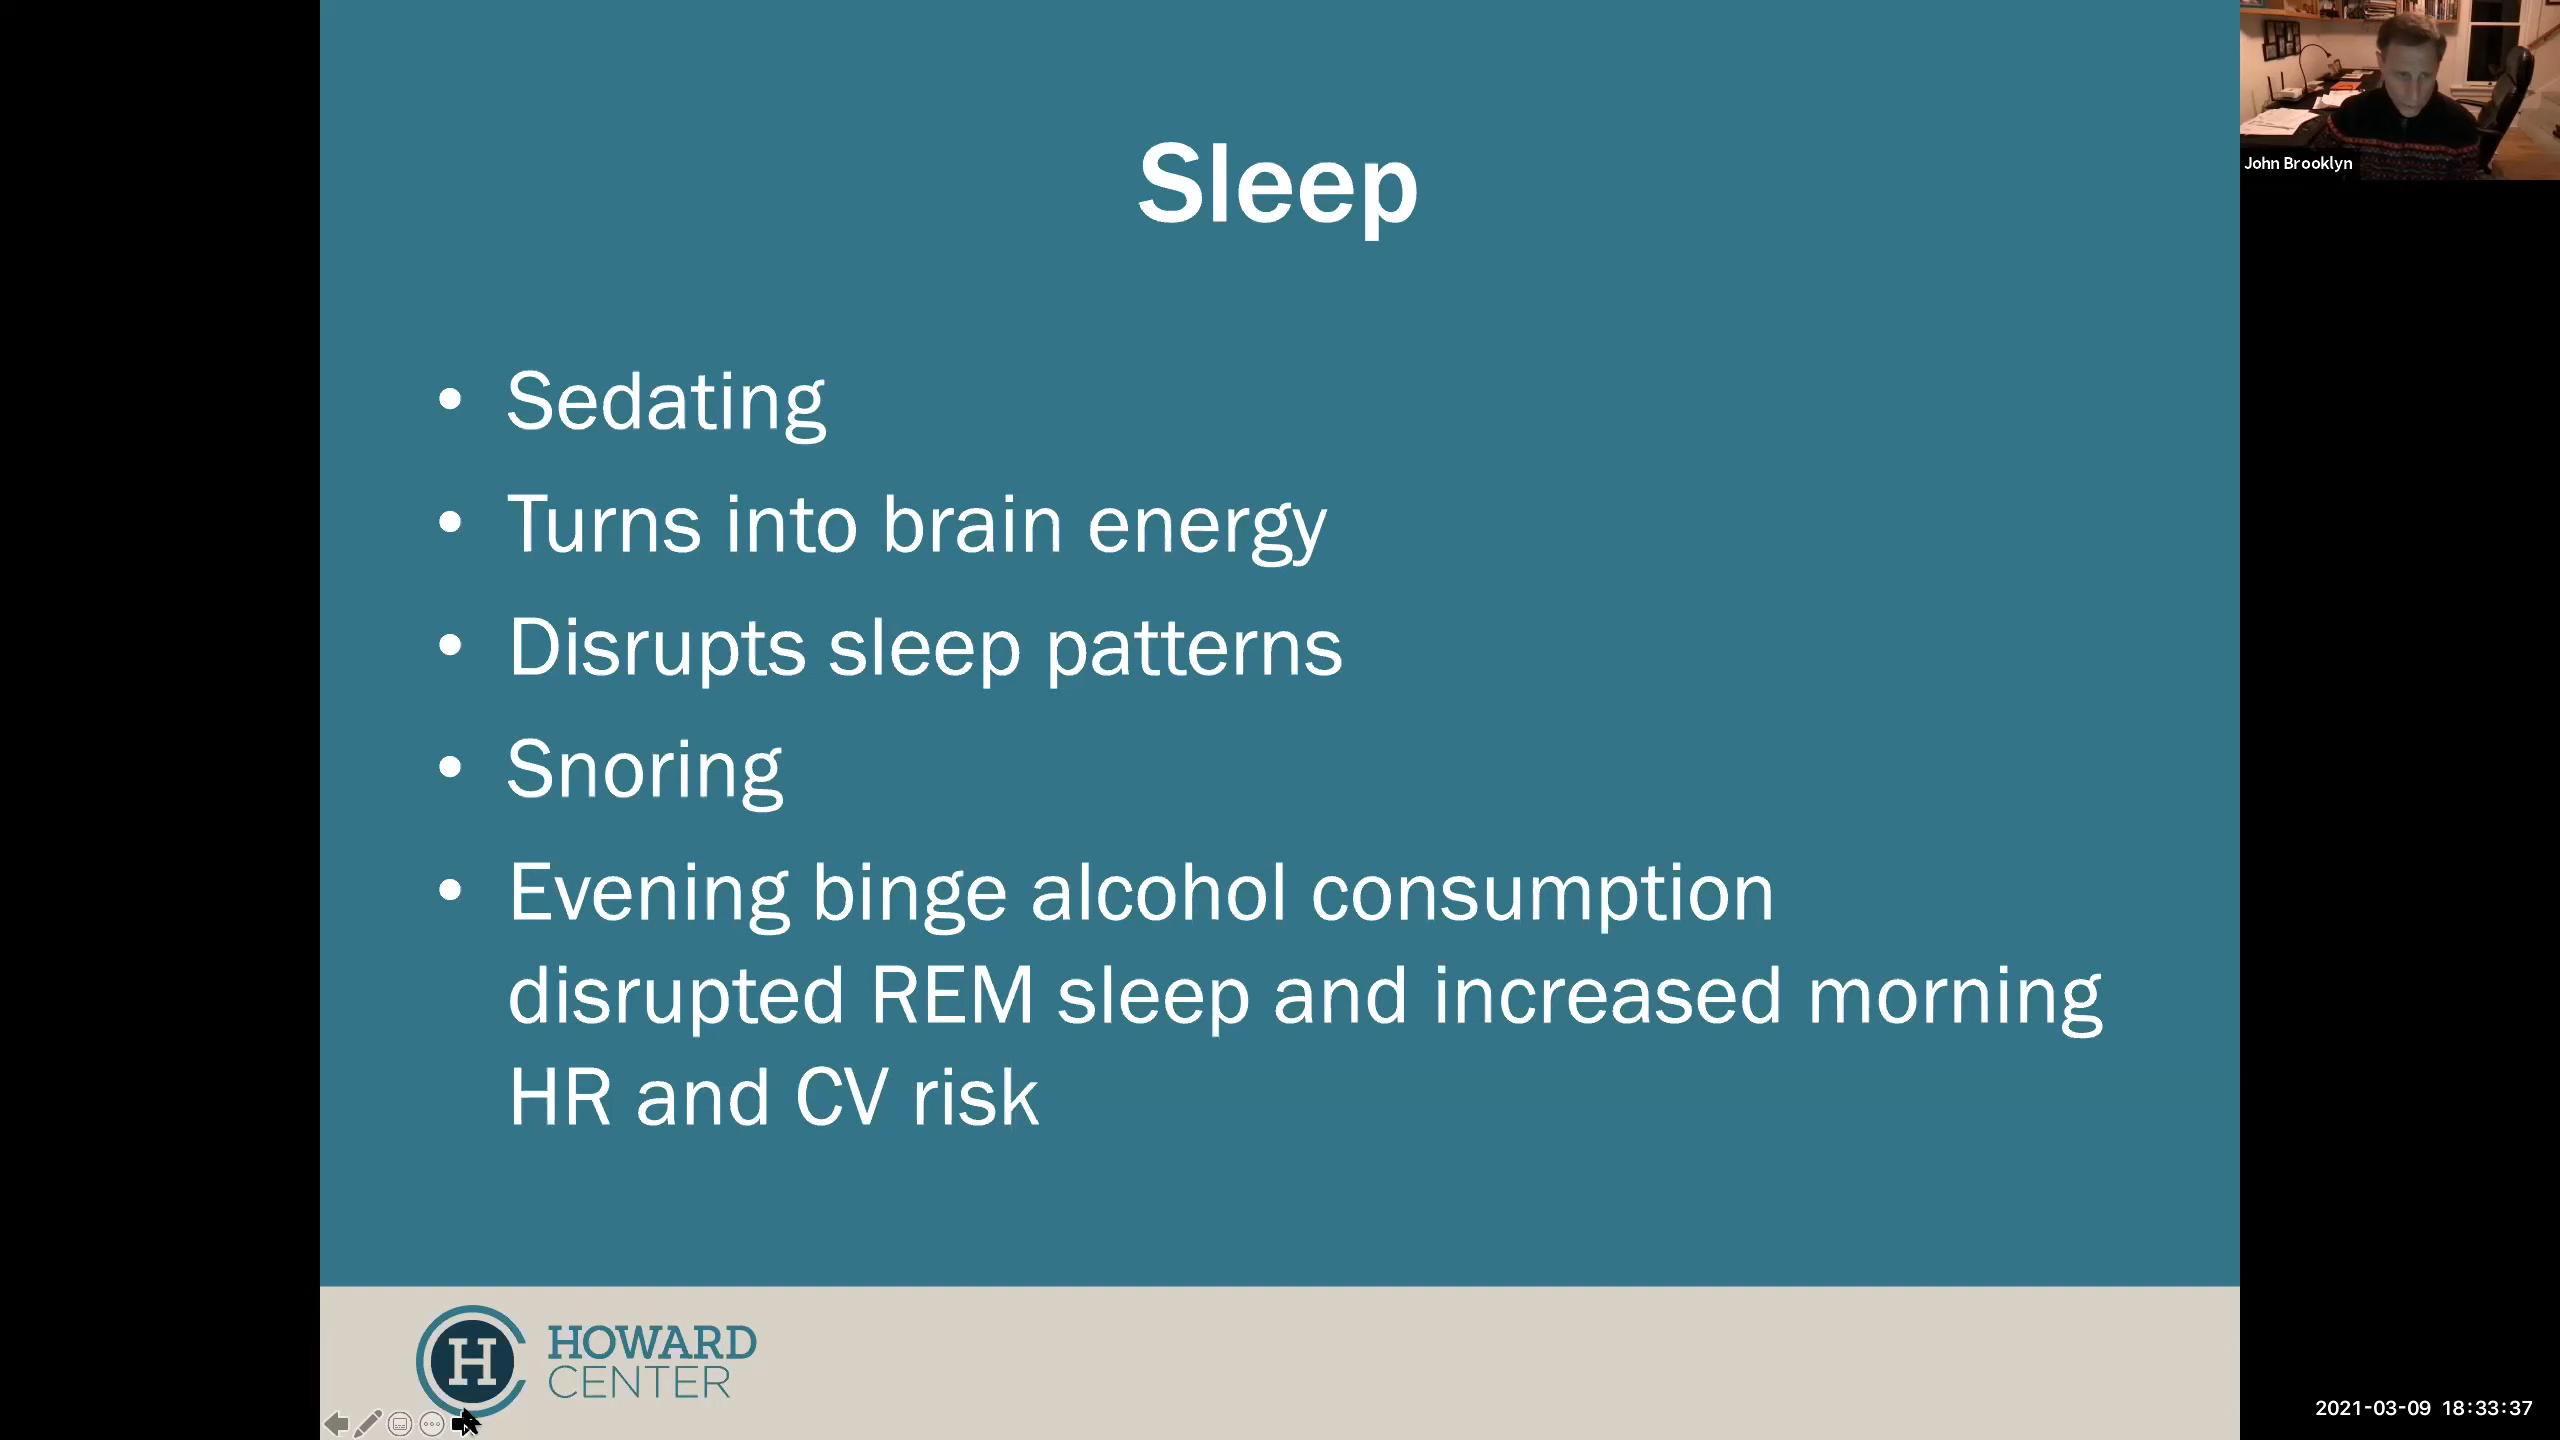 Sleep
John Brooklyn
• Sedating
• Turns into brain energy
• Disrupts sleep patterns
• Snoring
• Evening binge alcohol consumption
disrupted REM sleep and increased morning
HR and CV risk
H
HOWARD
CENTER
2021-03-09 18:33:37